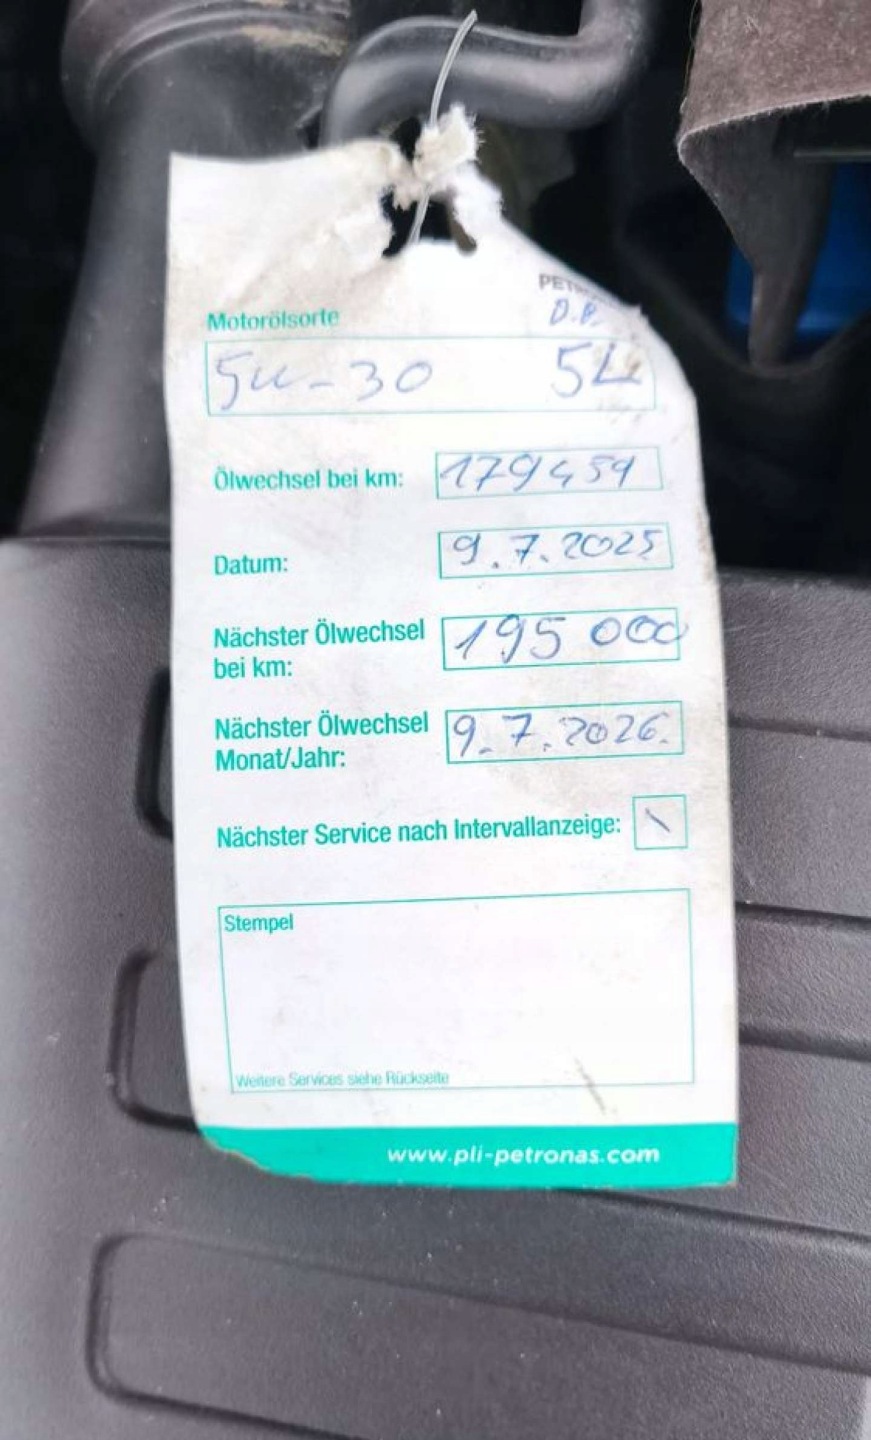 D.P.
Motorölsorte
5W-30 5L
Ölwechsel bei km: 179459
Datum: 9.7.2025
Nächster Ölwechsel
bei km: 195 000
Nächster Ölwechsel
Monat/Jahr: 9.7.2026.
Nächster Service nach Intervallanzeige: \
Stempel
Weitere Services siehe Rückseite
www.pli-petronas.com